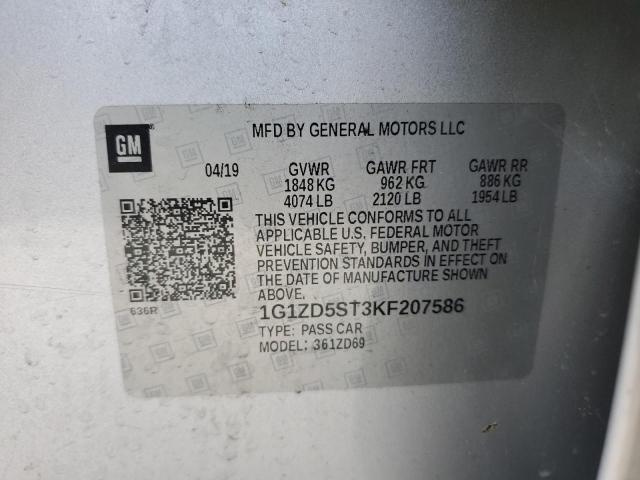 GM
MFD BY GENERAL MOTORS LLC
04/19 GVWR GAWR FRT GAWR RR
1848 KG 962 KG 886 KG
4074 LB 2120 LB 1954 LB
THIS VEHICLE CONFORMS TO ALL
APPLICABLE U.S. FEDERAL MOTOR
VEHICLE SAFETY, BUMPER, AND THEFT
PREVENTION STANDARDS IN EFFECT ON
THE DATE OF MANUFACTURE SHOWN
ABOVE.
636R
1G1ZD5ST3KF207586
TYPE: PASS CAR
MODEL: 361ZD69